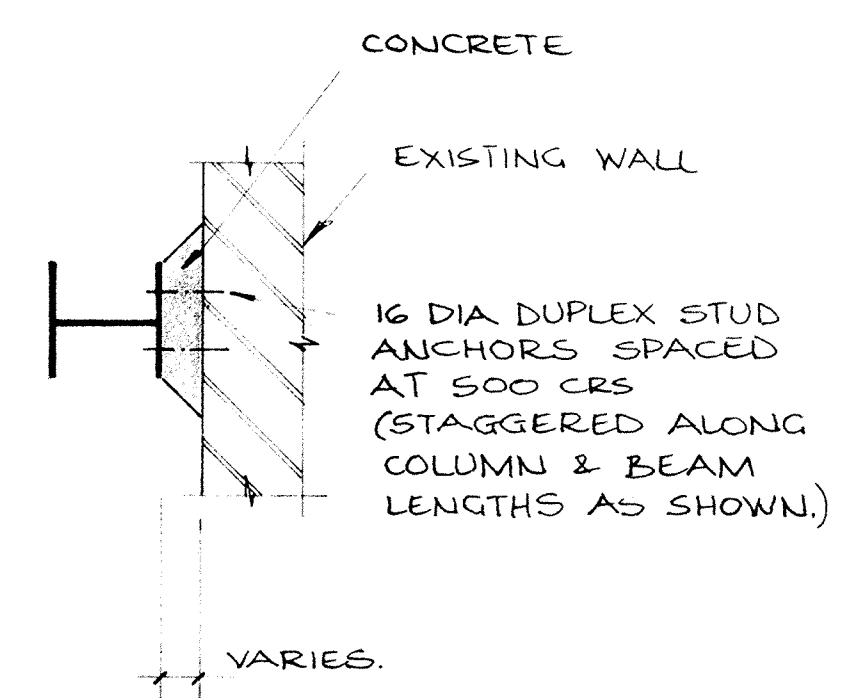 CONCRETE
EXISTING WALL
16 DIA DUPLEX STUD
ANCHORS SPACED
AT 500 CRS
(STAGGERED ALONG
COLUMN & BEAM
LENGTHS AS SHOWN.)
VARIES.